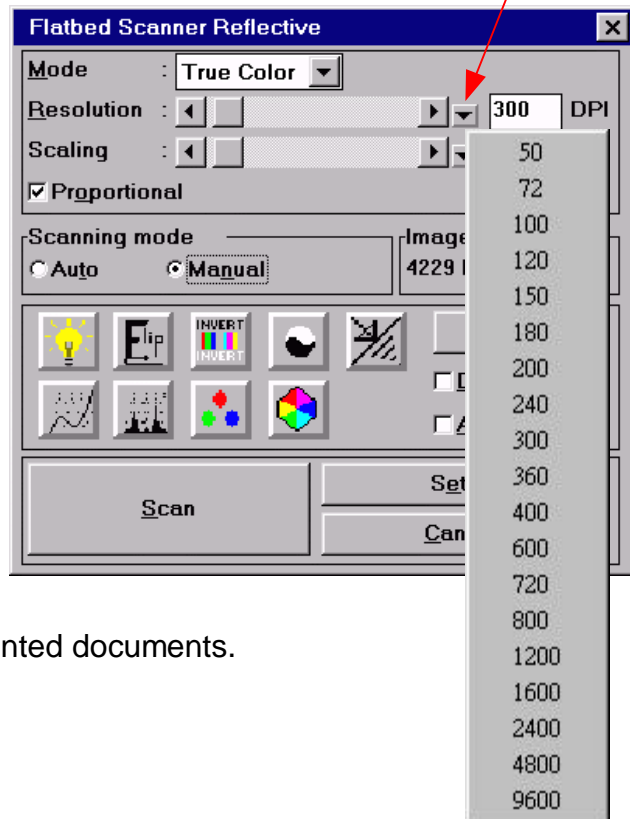 Flatbed Scanner Reflective
Mode : True Color
Resolution : 300 DPI
Scaling :
Proportional
Scanning mode
Auto Manual
Image
4229
Flip
INVERT
INVERT
Scan
Set
Can
50
72
100
120
150
180
200
240
300
360
400
600
720
800
1200
1600
2400
4800
9600
nted documents.